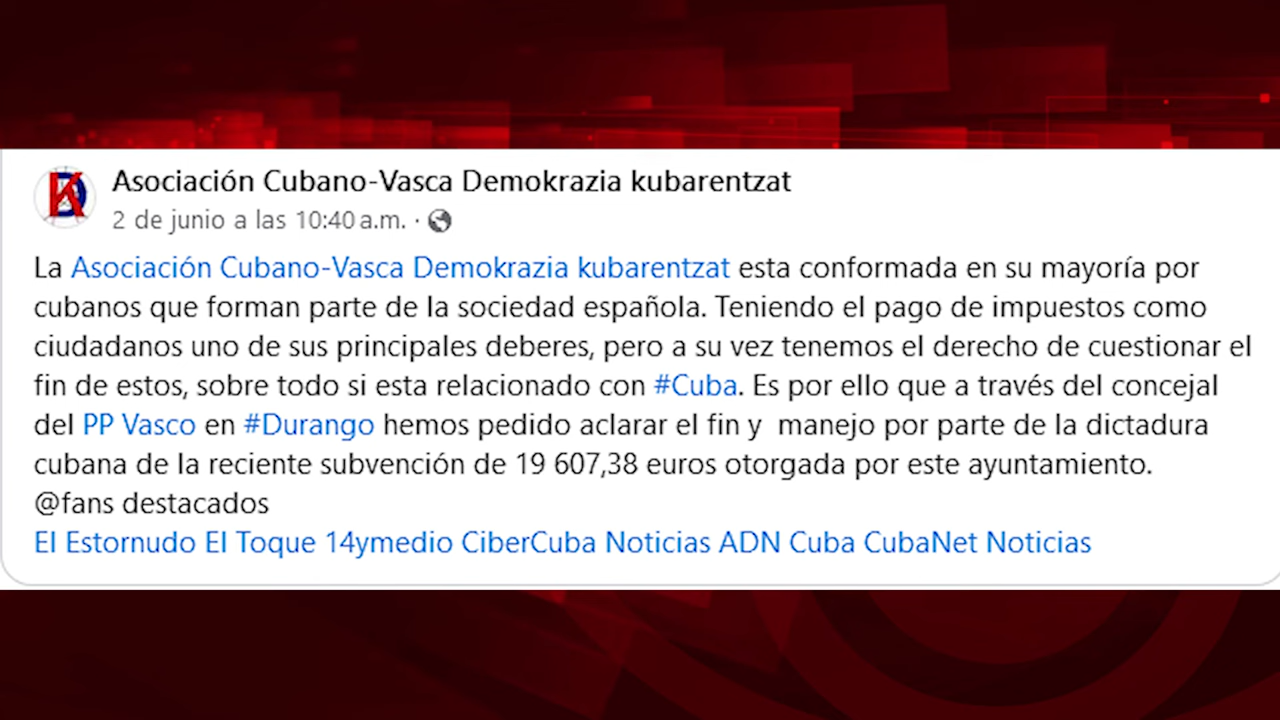 Asociación Cubano-Vasca Demokrazia kubarentzat
2 de junio a las 10:40 a.m. ·
La Asociación Cubano-Vasca Demokrazia kubarentzat esta conformada en su mayoría por
cubanos que forman parte de la sociedad española. Teniendo el pago de impuestos como
ciudadanos uno de sus principales deberes, pero a su vez tenemos el derecho de cuestionar el
fin de estos, sobre todo si esta relacionado con #Cuba. Es por ello que a través del concejal
del PP Vasco en #Durango hemos pedido aclarar el fin y  manejo por parte de la dictadura
cubana de la reciente subvención de 19 607,38 euros otorgada por este ayuntamiento.
@fans destacados
El Estornudo El Toque 14ymedio CiberCuba Noticias ADN Cuba CubaNet Noticias